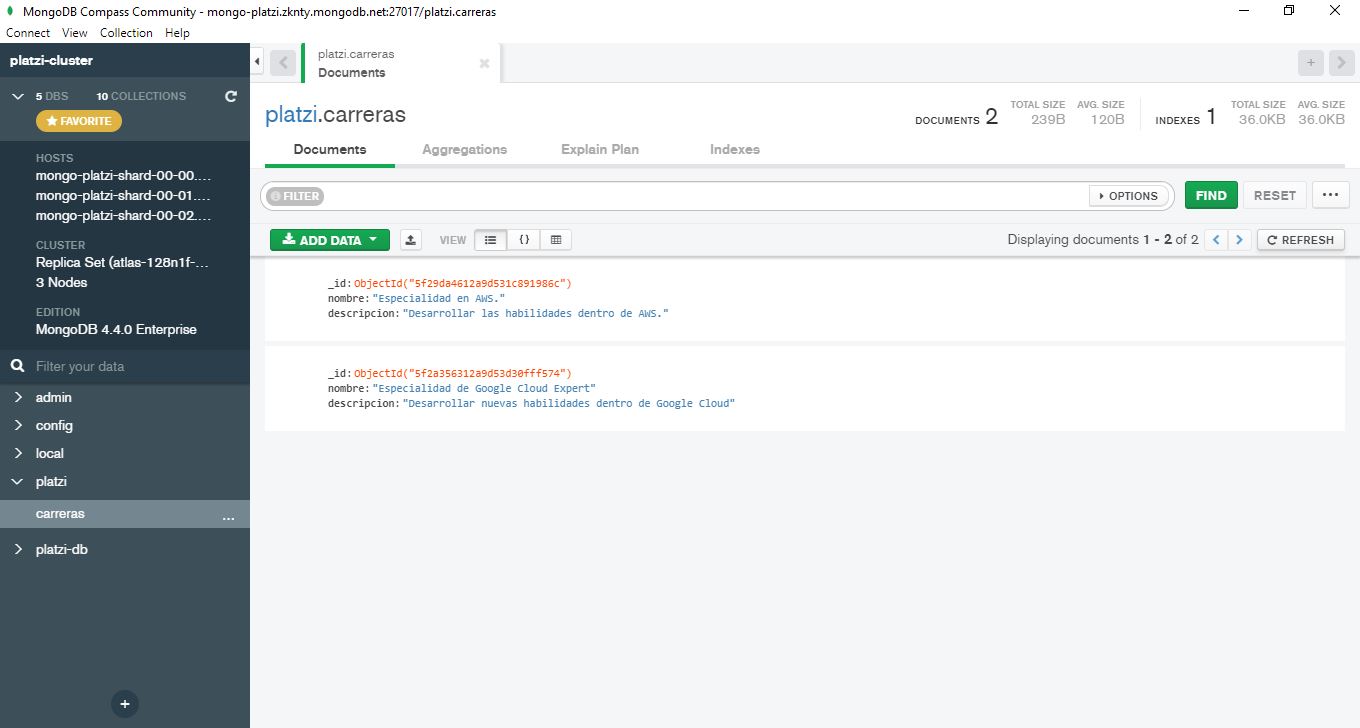 MongoDB Compass Community - mongo-platzi.zknty.mongodb.net:27017/platzi.carreras
Connect View Collection Help
platzi-cluster
5 DBS 10 COLLECTIONS
FAVORITE
HOSTS
mongo-platzi-shard-00-00....
mongo-platzi-shard-00-01....
mongo-platzi-shard-00-02....
CLUSTER
Replica Set (atlas-128n1f-...
3 Nodes
EDITION
MongoDB 4.4.0 Enterprise
Filter your data
admin
config
local
platzi
carreras ...
platzi-db
platzi.carreras
Documents
platzi.carreras
DOCUMENTS 2 TOTAL SIZE 239B AVG. SIZE 120B INDEXES 1 TOTAL SIZE 36.0KB AVG. SIZE 36.0KB
Documents Aggregations Explain Plan Indexes
FILTER OPTIONS FIND RESET ...
ADD DATA VIEW {} Displaying documents 1 - 2 of 2 REFRESH
_id:ObjectId("5f29da4612a9d531c891986c")
nombre:"Especialidad en AWS."
descripcion:"Desarrollar las habilidades dentro de AWS."
_id:ObjectId("5f2a356312a9d53d30fff574")
nombre:"Especialidad de Google Cloud Expert"
descripcion:"Desarrollar nuevas habilidades dentro de Google Cloud"